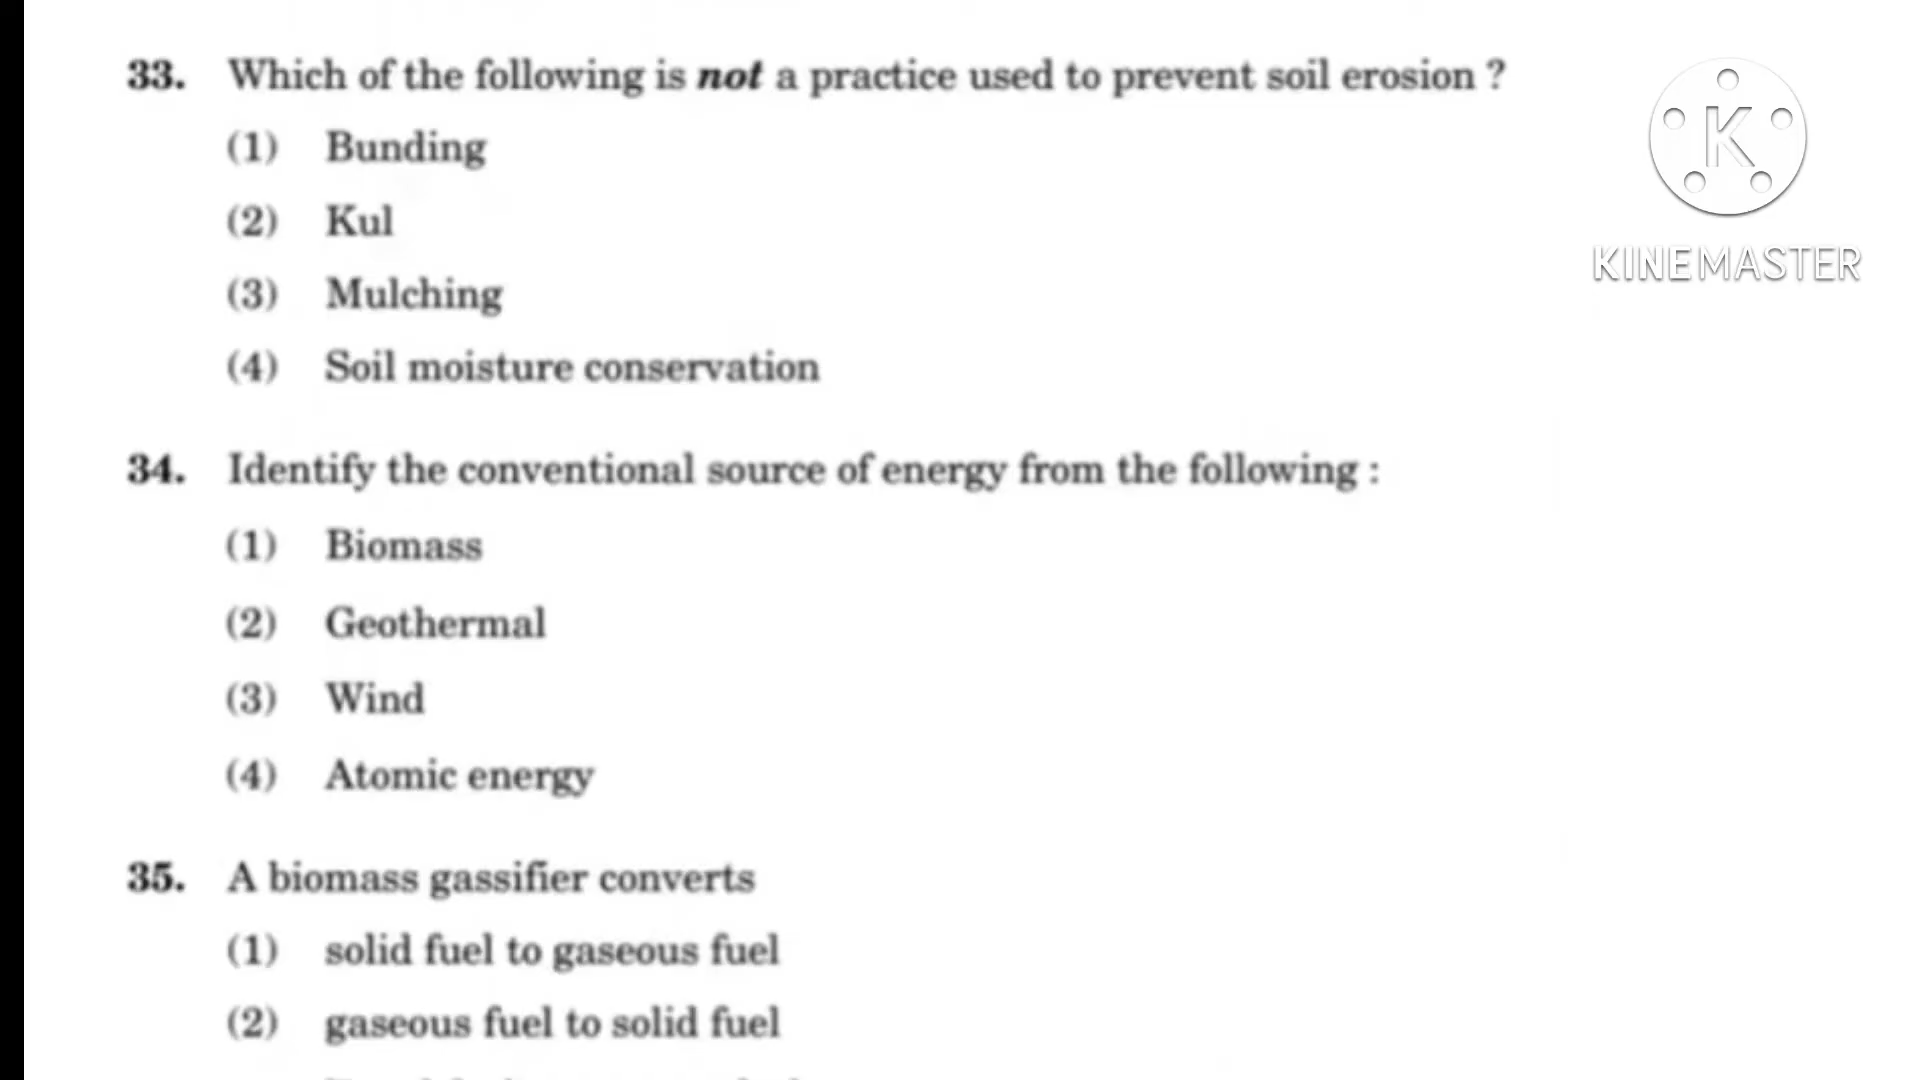 33. Which of the following is not a practice used to prevent soil erosion ?
(1) Bunding
(2) Kul
(3) Mulching
(4) Soil moisture conservation
K
KINEMASTER
34. Identify the conventional source of energy from the following :
(1) Biomass
(2) Geothermal
(3) Wind
(4) Atomic energy
35. A biomass gassifier converts
(1) solid fuel to gaseous fuel
(2) gaseous fuel to solid fuel